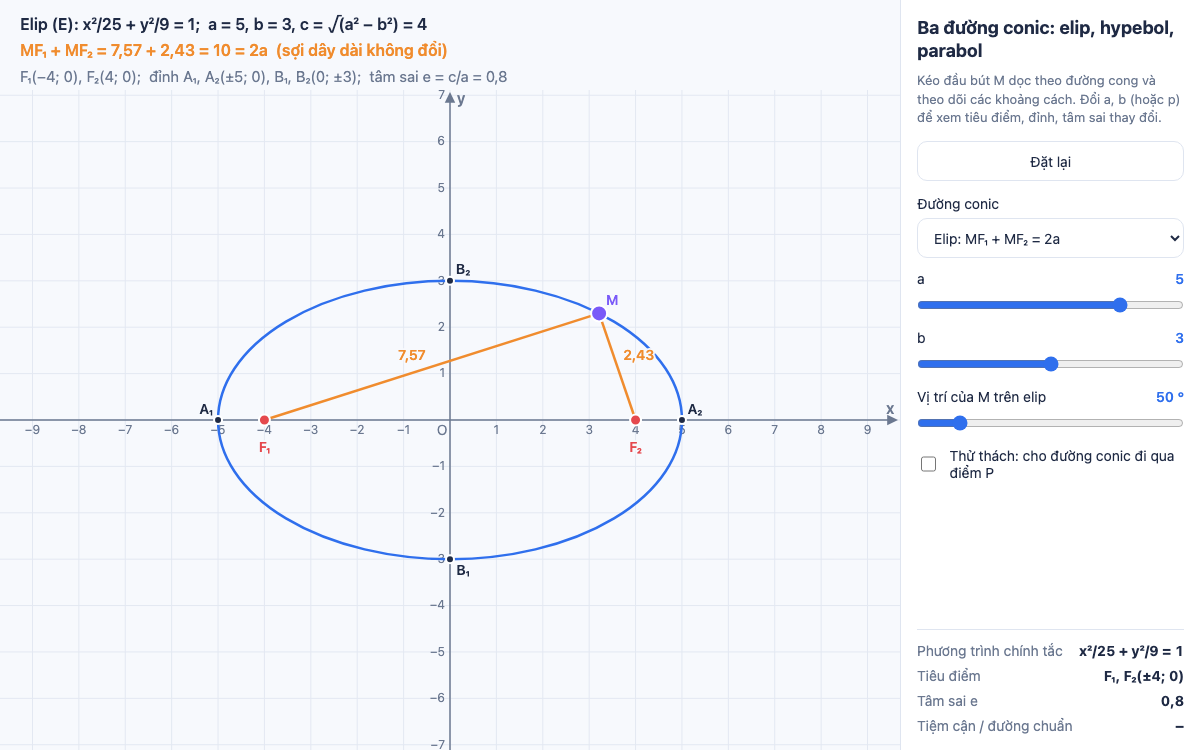 Elip (E): x²/25 + y²/9 = 1;  a = 5, b = 3, c = √(a² – b²) = 4
MF₁ + MF₂ = 7,57 + 2,43 = 10 = 2a  (sợi dây dài không đổi)
F₁(−4; 0), F₂(4; 0);  đỉnh A₁, A₂(±5; 0), B₁, B₂(0; ±3);  tâm sai e = c/a = 0,8
7
y
6
5
4
3
B₂
M
2
7,57
2,43
1
A₁
A₂
x
−9
−8
−7
−6
−5
−4
−3
−2
−1
O
1
2
3
4
5
6
7
8
9
F₁
F₂
−1
−2
−3
B₁
−4
−5
−6
−7
Ba đường conic: elip, hypebol,
parabol
Kéo đầu bút M dọc theo đường cong và
theo dõi các khoảng cách. Đổi a, b (hoặc p)
để xem tiêu điểm, đỉnh, tâm sai thay đổi.
Đặt lại
Đường conic
Elip: MF₁ + MF₂ = 2a
a 5
b 3
Vị trí của M trên elip 50 °
Thử thách: cho đường conic đi qua
điểm P
Phương trình chính tắc x²/25 + y²/9 = 1
Tiêu điểm F₁, F₂(±4; 0)
Tâm sai e 0,8
Tiệm cận / đường chuẩn –